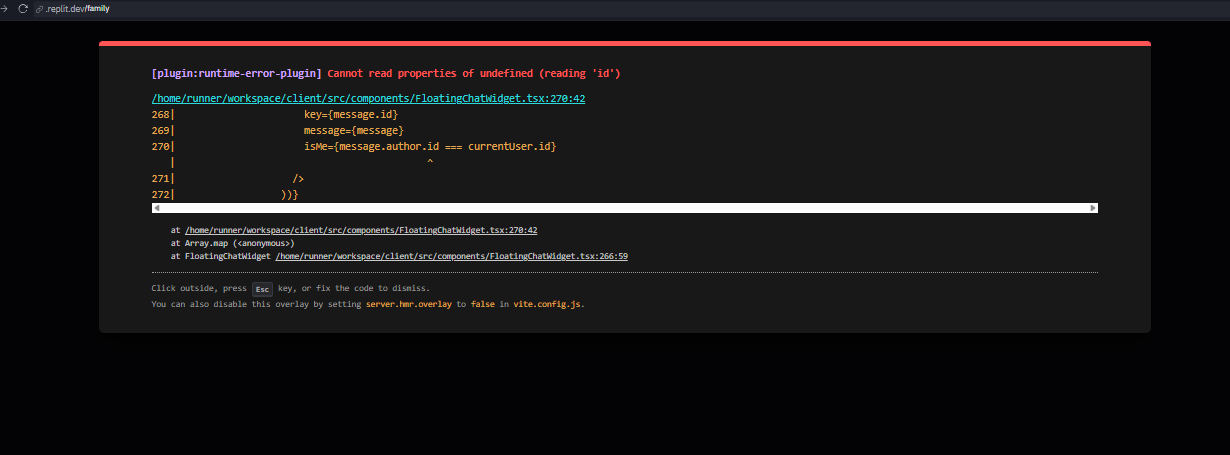 .replit.dev/family
[plugin:runtime-error-plugin] Cannot read properties of undefined (reading 'id')
/home/runner/workspace/client/src/components/FloatingChatWidget.tsx:270:42
268|                     key={message.id}
269|                     message={message}
270|                     isMe={message.author.id === currentUser.id}
   |                                          ^
271|                   />
272|                 ))}
at /home/runner/workspace/client/src/components/FloatingChatWidget.tsx:270:42
at Array.map (<anonymous>)
at FloatingChatWidget /home/runner/workspace/client/src/components/FloatingChatWidget.tsx:266:59
Click outside, press Esc key, or fix the code to dismiss.
You can also disable this overlay by setting server.hmr.overlay to false in vite.config.js.